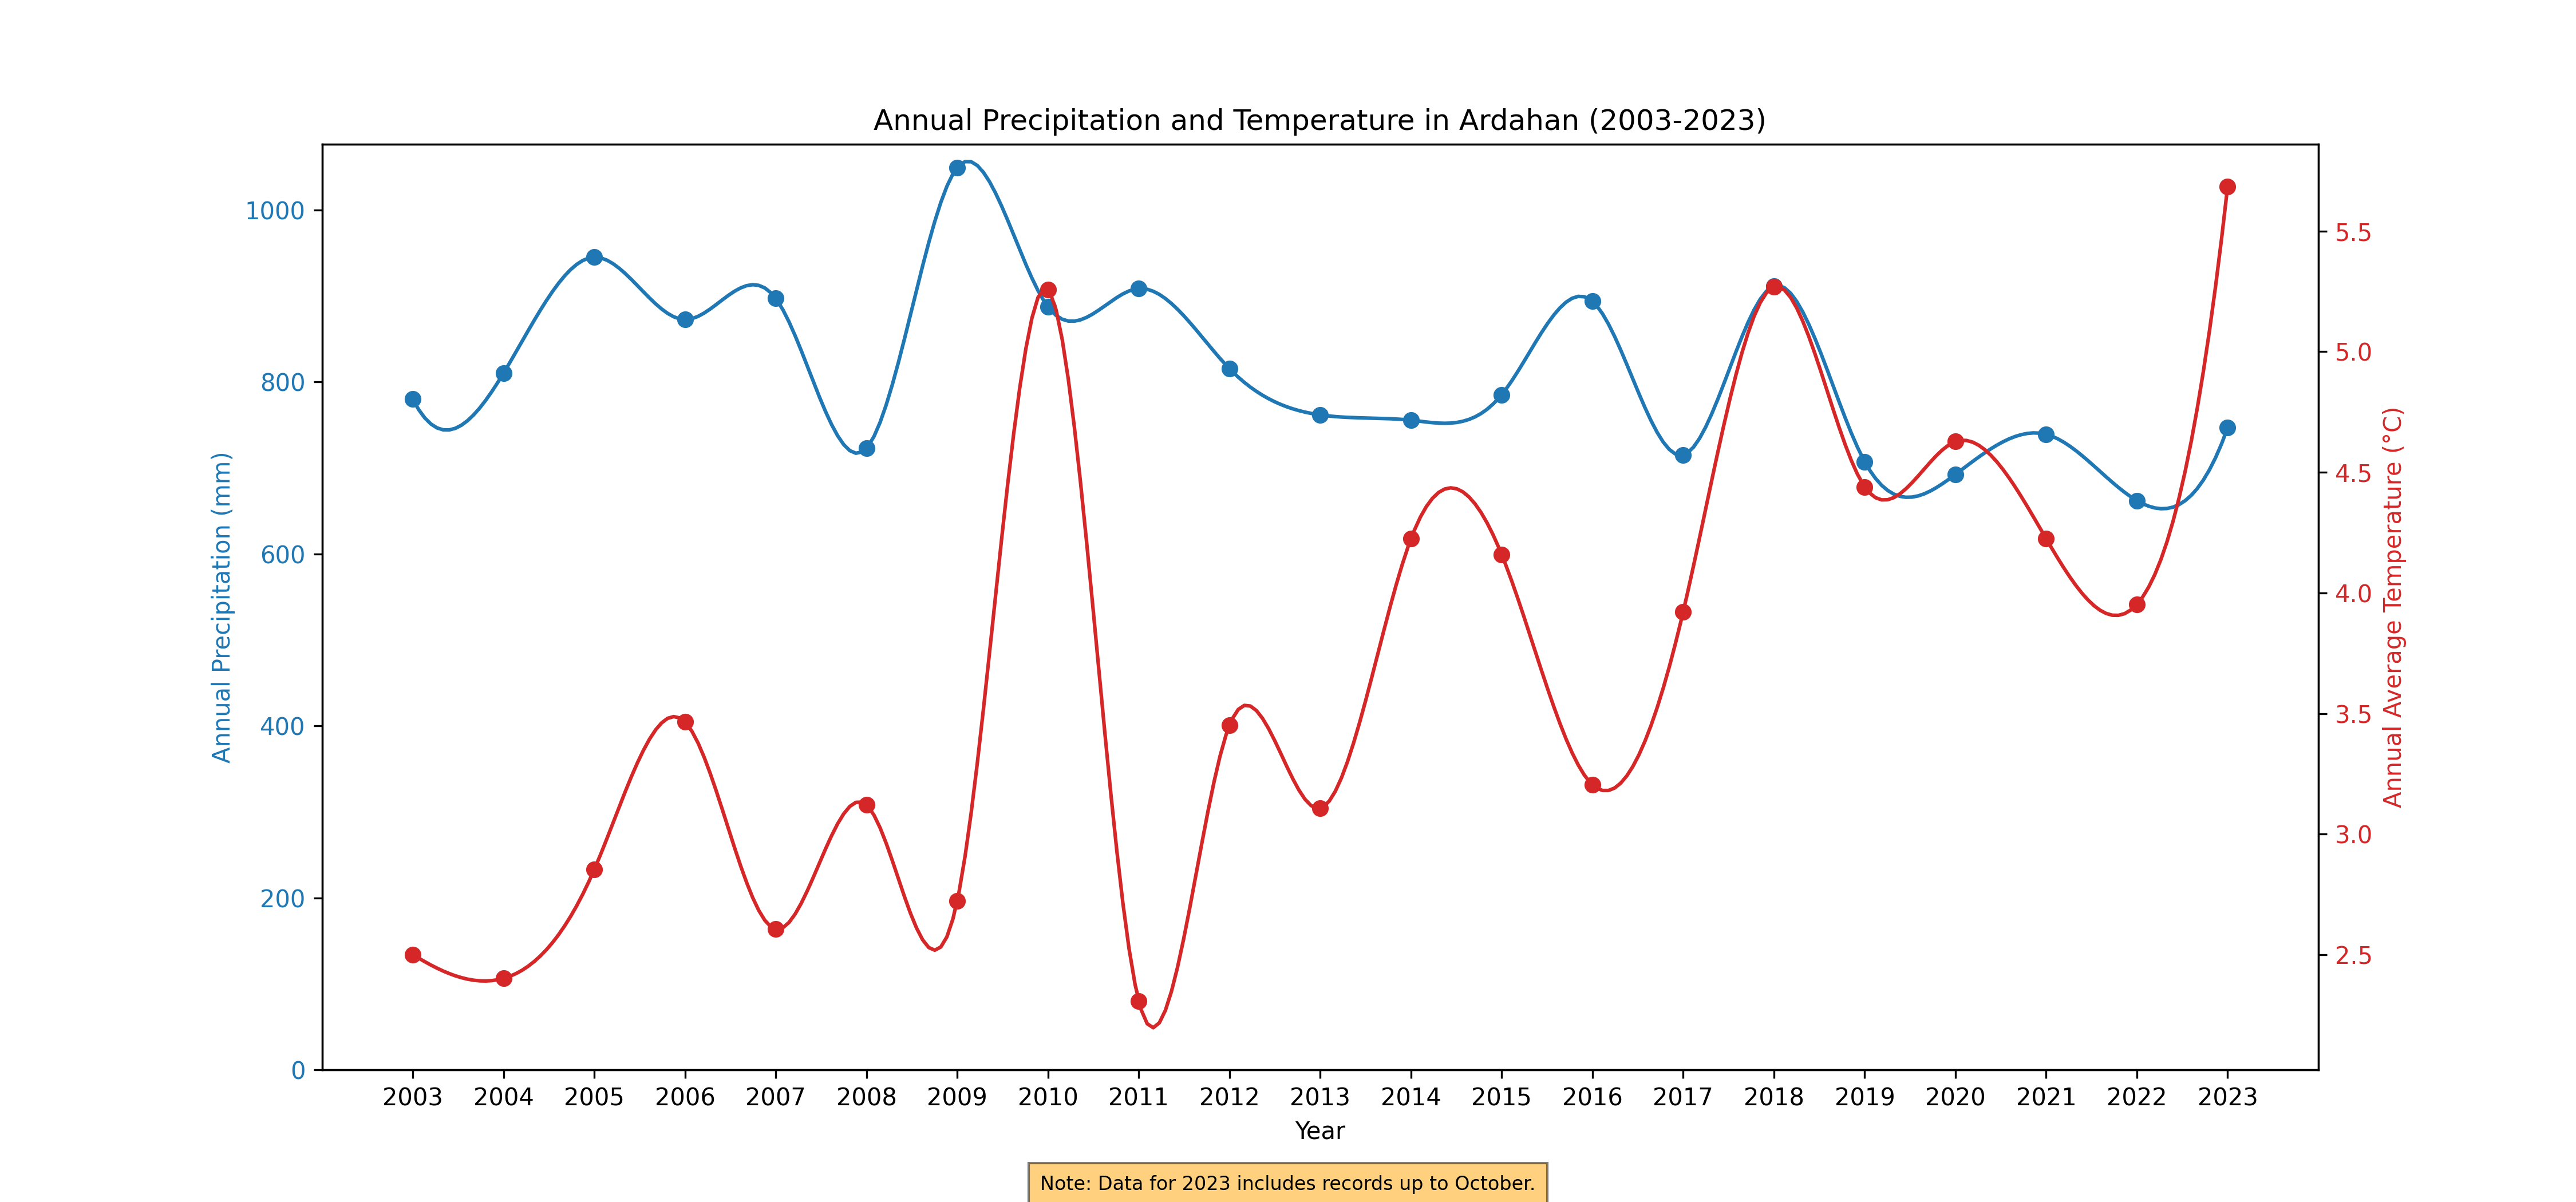 Annual Precipitation and Temperature in Ardahan (2003-2023)
Annual Precipitation (mm)
1000
800
600
400
200
0
5.5
5.0
4.5
4.0
3.5
3.0
2.5
Annual Average Temperature (°C)
2003 2004 2005 2006 2007 2008 2009 2010 2011 2012 2013 2014 2015 2016 2017 2018 2019 2020 2021 2022 2023
Year
Note: Data for 2023 includes records up to October.